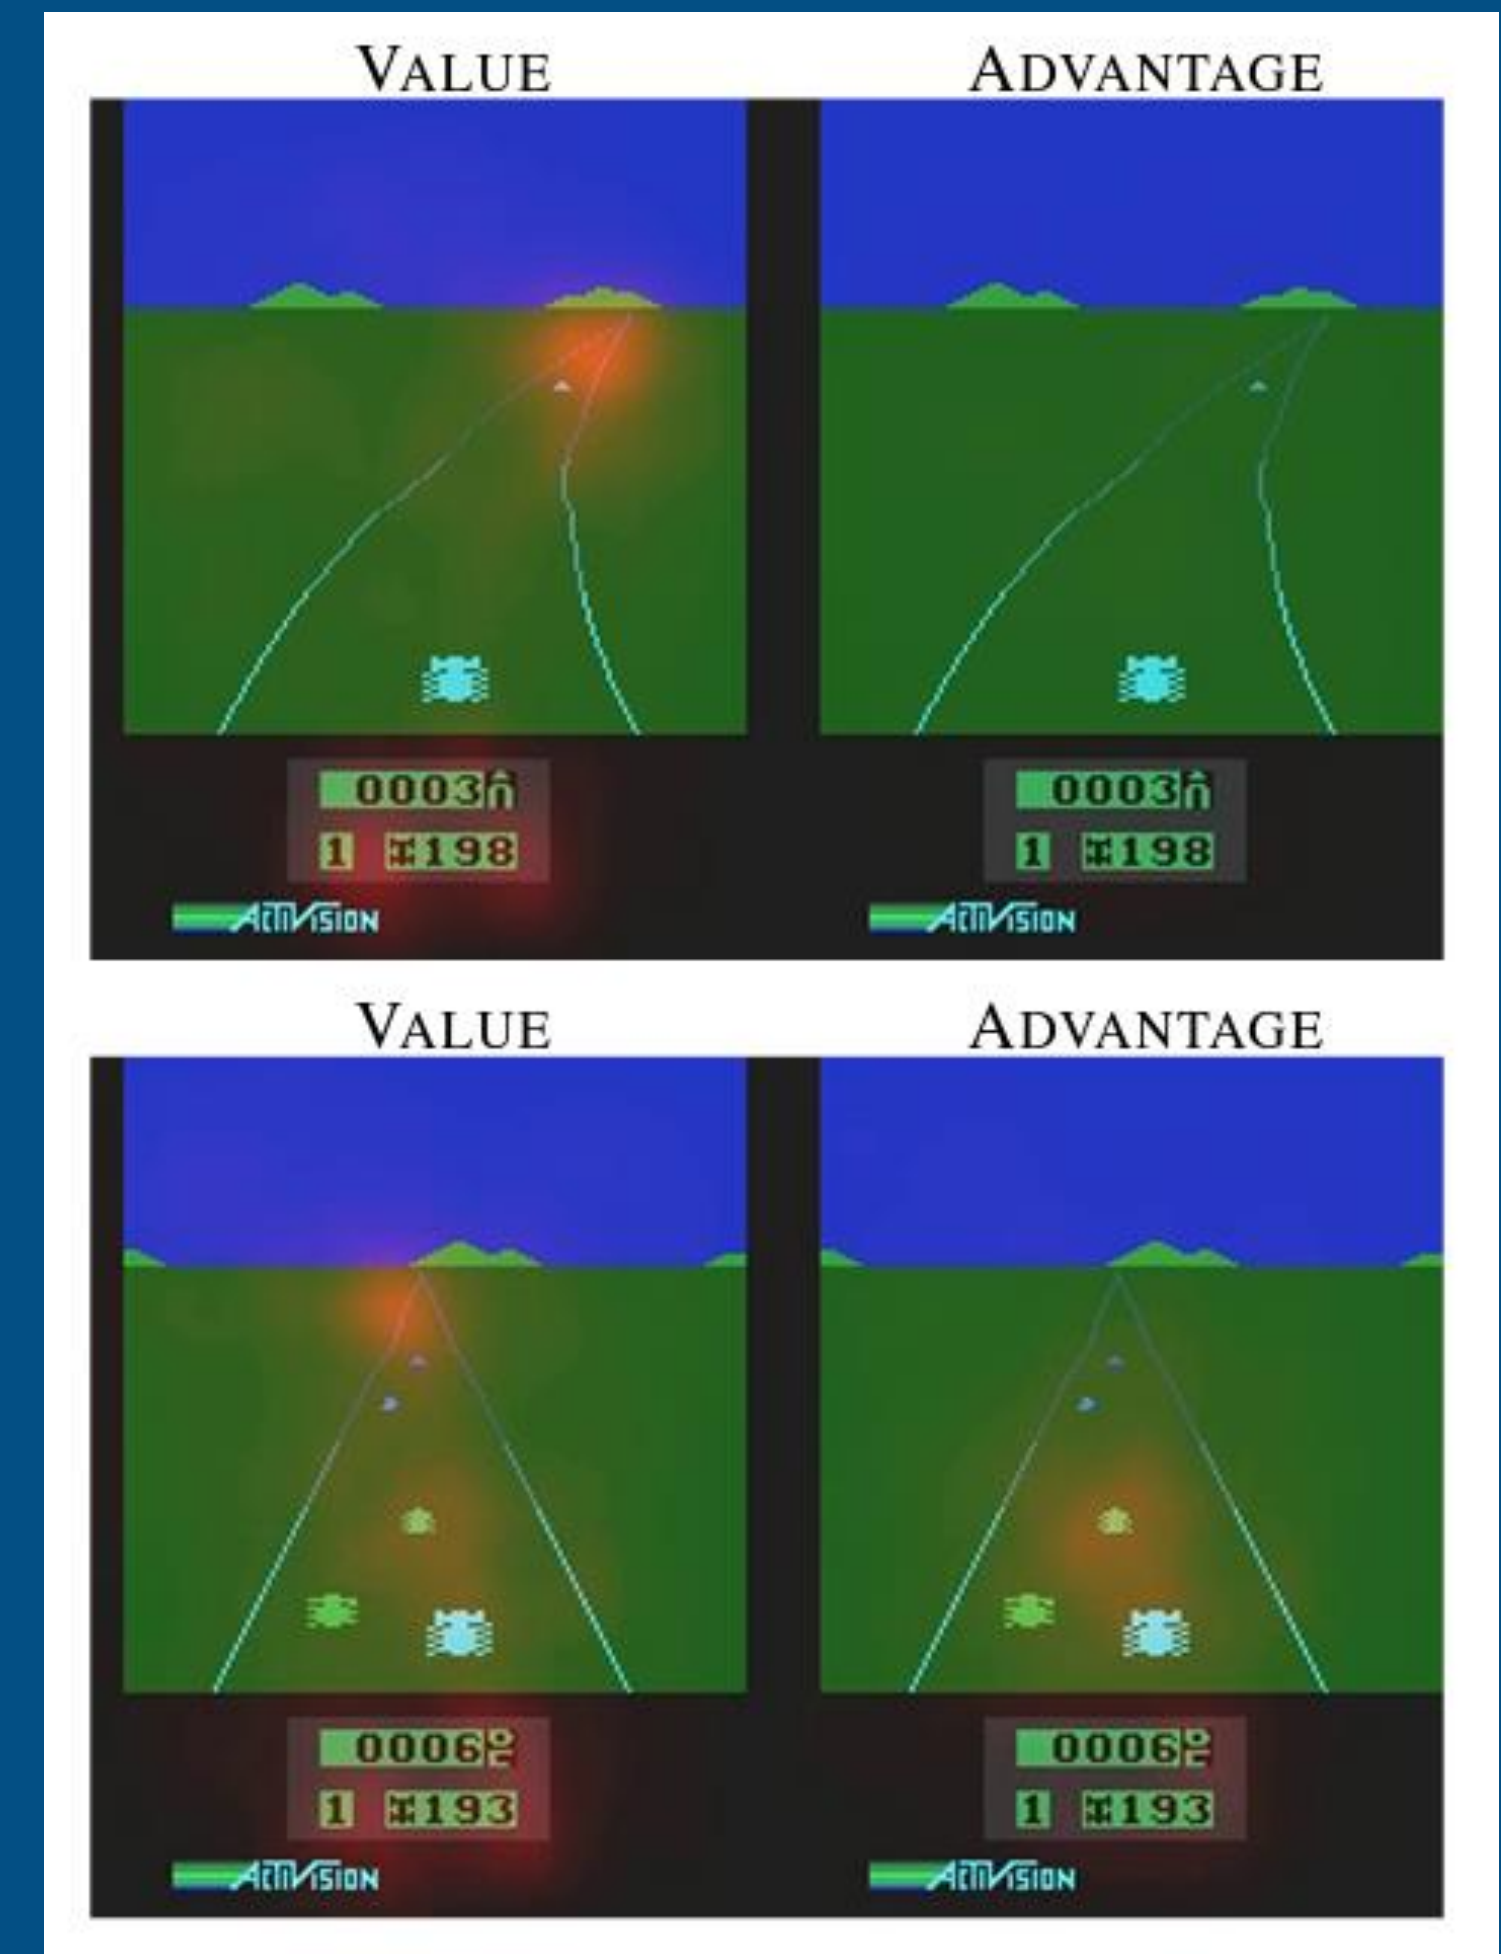 VALUE ADVANTAGE
0003 0003
1 198 1 198
ACTIVISION ACTIVISION
VALUE ADVANTAGE
0006 0006
1 193 1 193
ACTIVISION ACTIVISION